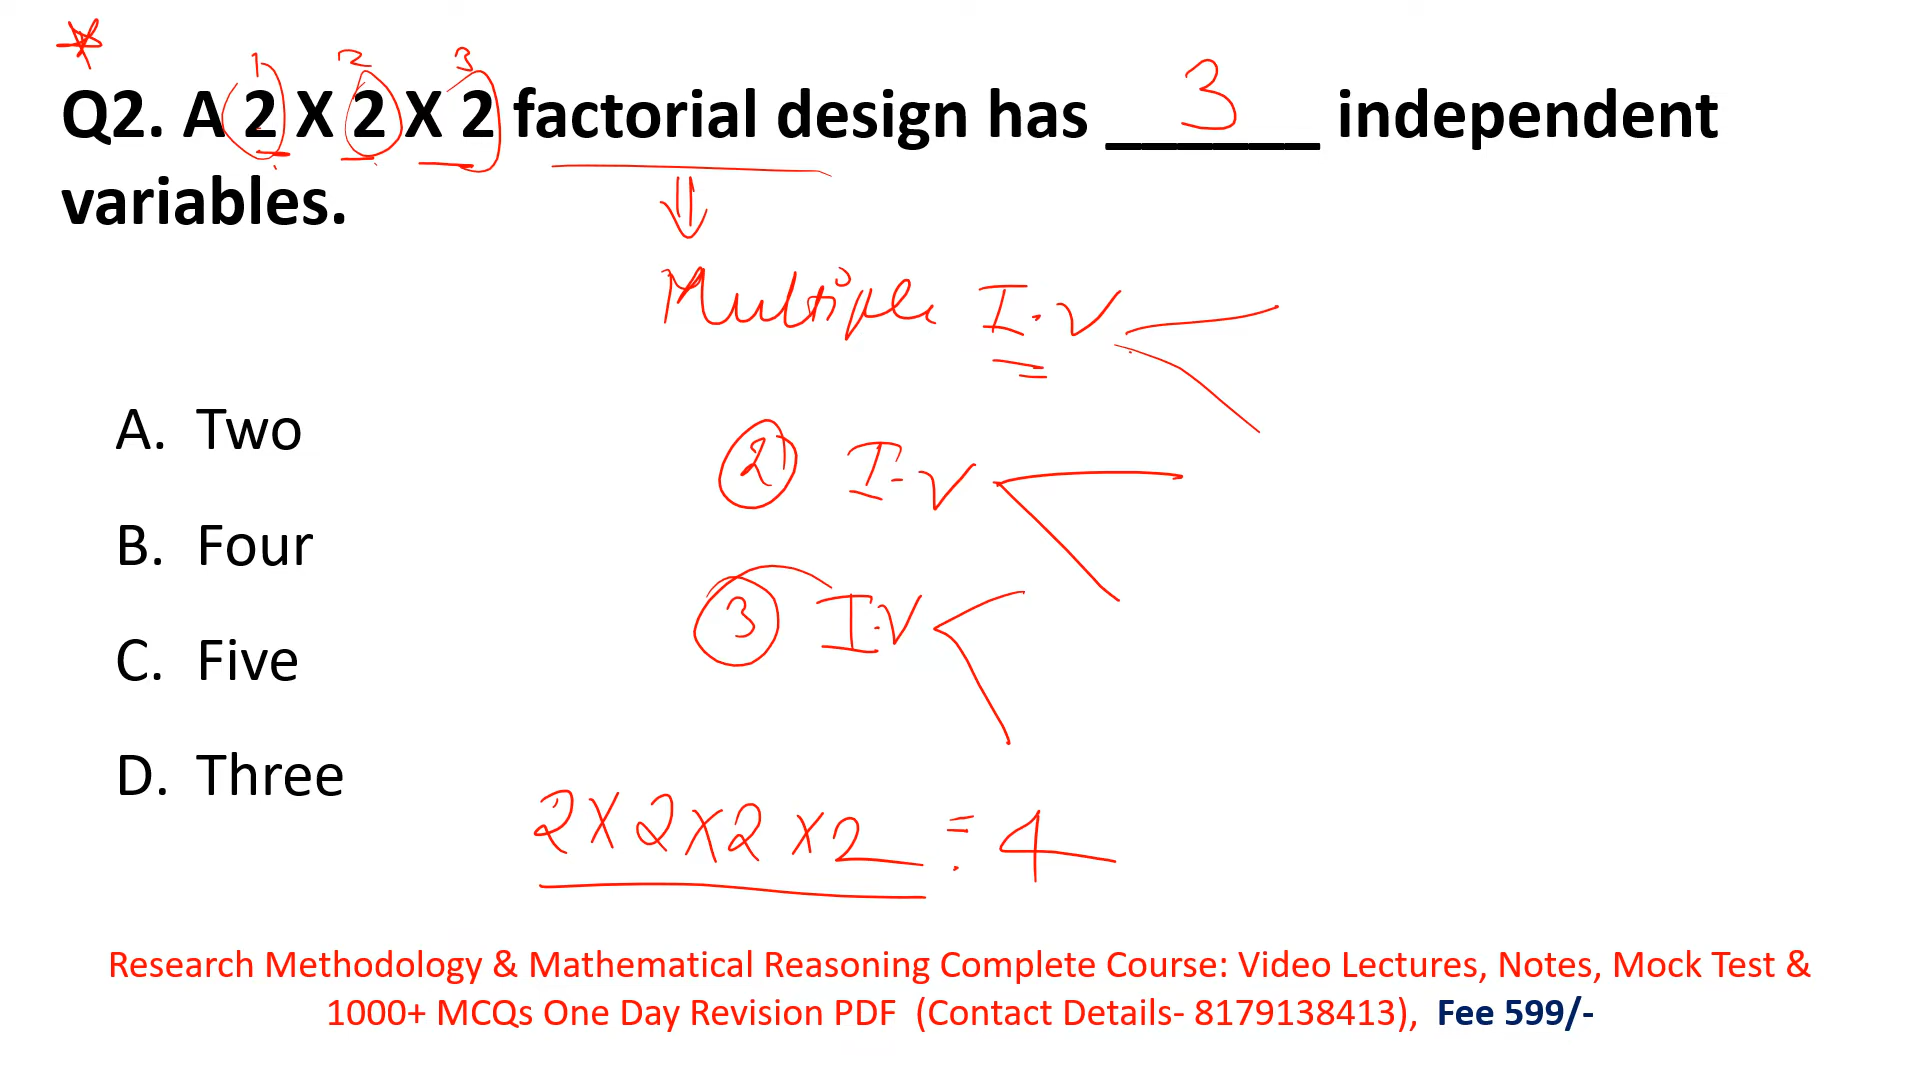 1 2 3
Q2. A 2 X 2 X 2 factorial design has ______ independent
3
variables.
Multiple I.V
A. Two
2 I.V
B. Four
3 I.V
C. Five
D. Three
2X2X2X2 = 4
Research Methodology & Mathematical Reasoning Complete Course: Video Lectures, Notes, Mock Test &
1000+ MCQs One Day Revision PDF (Contact Details- 8179138413), Fee 599/-